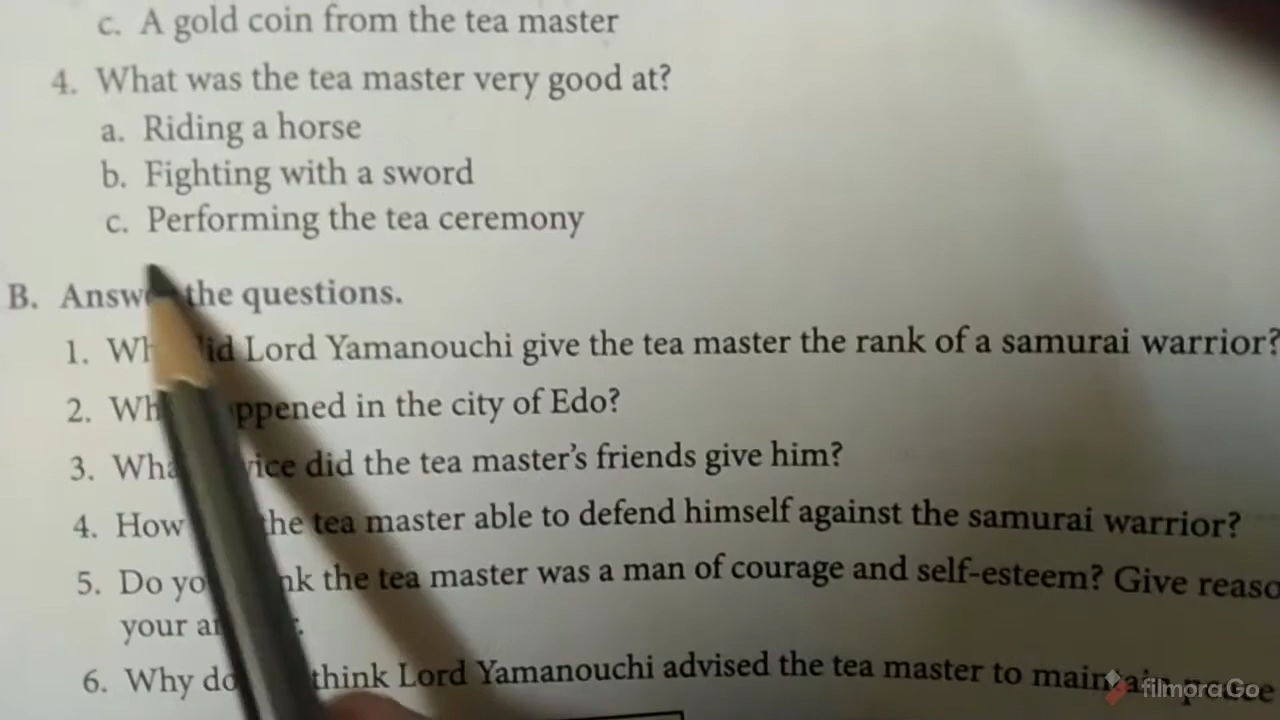 c. A gold coin from the tea master
4. What was the tea master very good at?
a. Riding a horse
b. Fighting with a sword
c. Performing the tea ceremony
B. Answ the questions.
1. Wh did Lord Yamanouchi give the tea master the rank of a samurai warrior?
2. Wh ppened in the city of Edo?
3. Wha vice did the tea master's friends give him?
4. How the tea master able to defend himself against the samurai warrior?
5. Do yo nk the tea master was a man of courage and self-esteem? Give reaso
your a
6. Why do think Lord Yamanouchi advised the tea master to maintain peace
filmoraGo